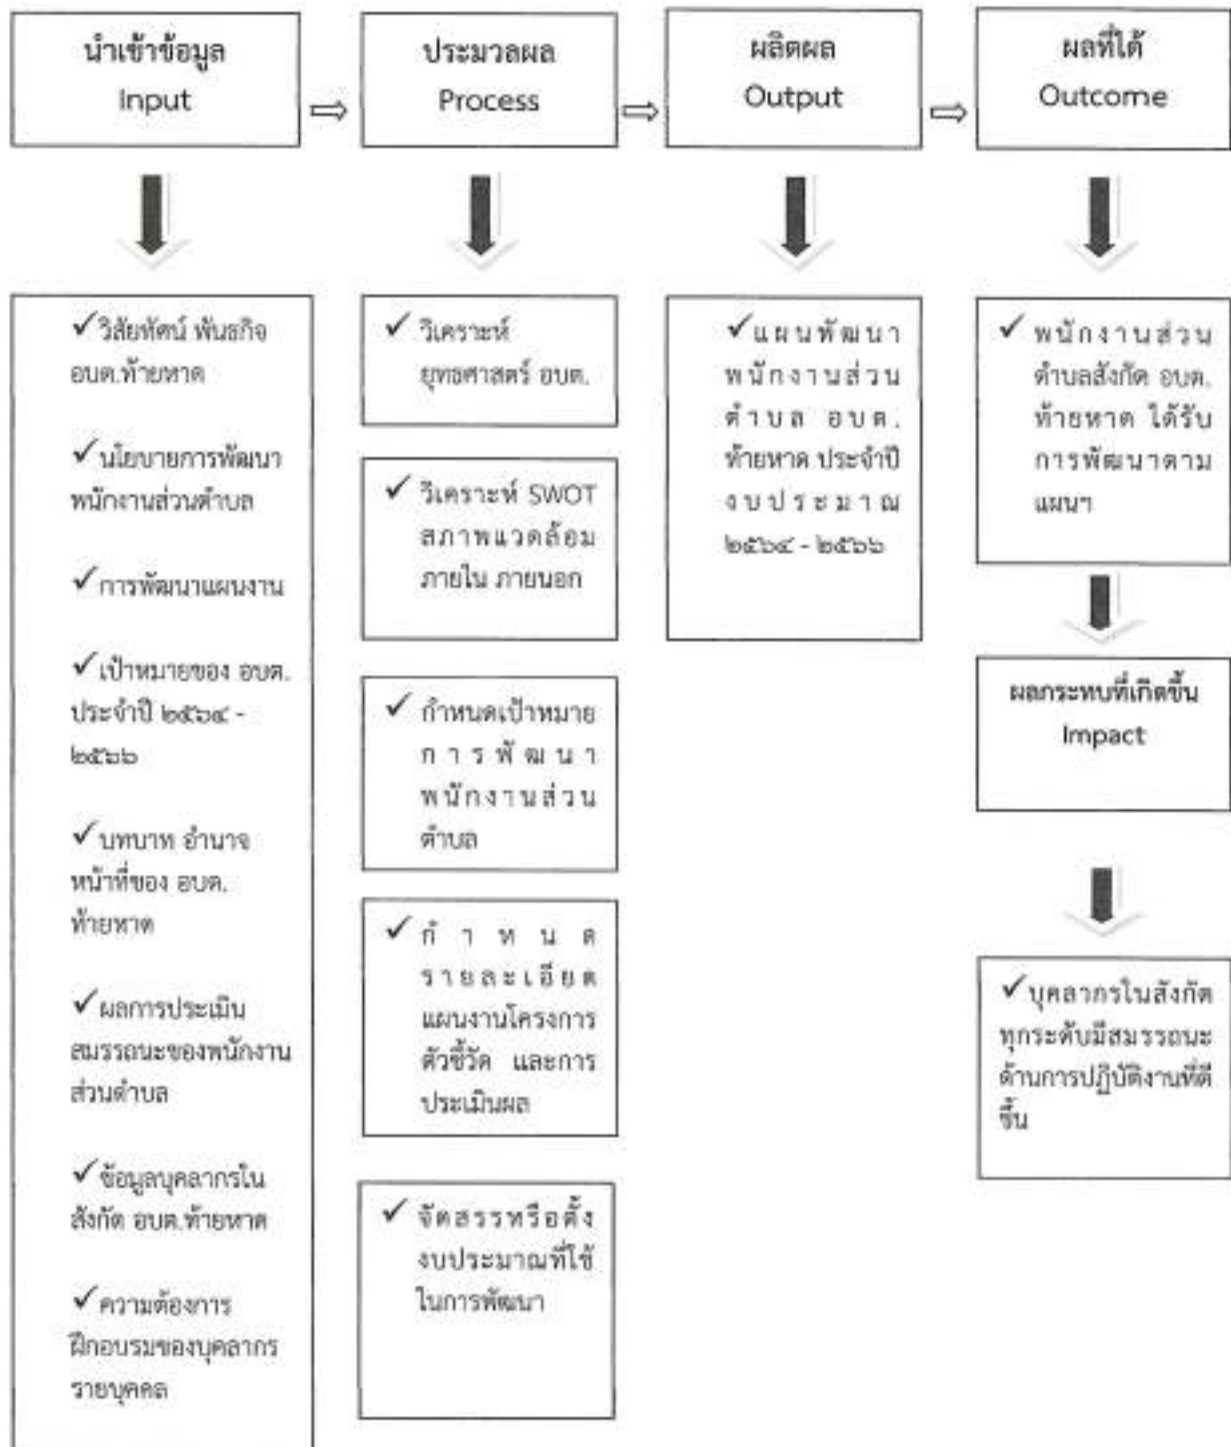 นำเข้าข้อมูล
Input
ประมวลผล
Process
ผลิตผล
Output
ผลที่ได้
Outcome
✓วิสัยทัศน์ พันธกิจ
อบต.ท้ายหาด
✓นโยบายการพัฒนา
พนักงานส่วนตำบล
✓การพัฒนาแผนงาน
✓เป้าหมายของ อบต.
ประจำปี ๒๕๖๔ -
๒๕๖๖
✓บทบาท อำนาจ
หน้าที่ของ อบต.
ท้ายหาด
✓ผลการประเมิน
สมรรถนะของพนักงาน
ส่วนตำบล
✓ข้อมูลบุคลากรใน
สังกัด อบต.ท้ายหาด
✓ความต้องการ
ฝึกอบรมของบุคลากร
รายบุคคล
✓ วิเคราะห์
ยุทธศาสตร์ อบต.
✓ วิเคราะห์ SWOT
สภาพแวดล้อม
ภายใน ภายนอก
✓ กำหนดเป้าหมาย
การพัฒนา
พนักงานส่วน
ตำบล
✓ กำหนด
รายละเอียด
แผนงานโครงการ
ตัวชี้วัด และการ
ประเมินผล
✓ จัดสรรหรือตั้ง
งบประมาณที่ใช้
ในการพัฒนา
✓แผนพัฒนา
พนักงานส่วน
ตำบล อบต.
ท้ายหาด ประจำปี
งบประมาณ
๒๕๖๔ - ๒๕๖๖
✓ พนักงานส่วน
ตำบลสังกัด อบต.
ท้ายหาด ได้รับ
การพัฒนาตาม
แผนฯ
ผลกระทบที่เกิดขึ้น
Impact
✓บุคลากรในสังกัด
ทุกระดับมีสมรรถนะ
ด้านการปฏิบัติงานที่ดี
ขึ้น